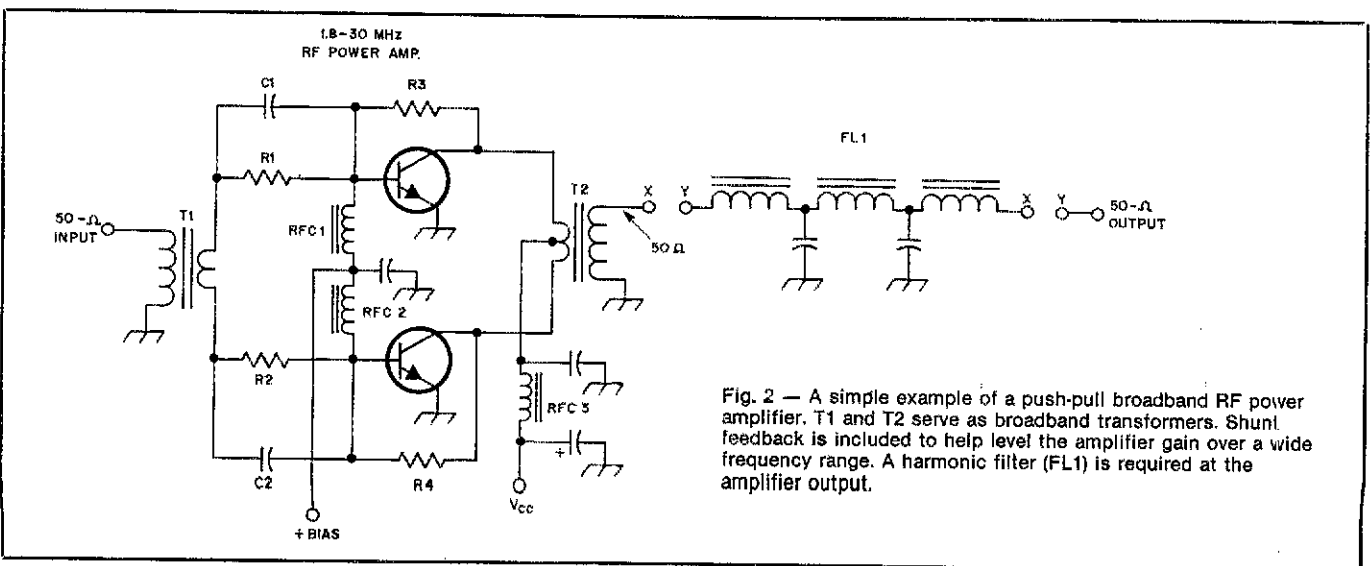 1.8-30 MHz
RF POWER AMP.
C1
R3
FL1
R1
T2
X
Y
X
Y
50-Ω
INPUT
T1
RFC 1
50 Ω
50-Ω
OUTPUT
RFC 2
R2
RFC 3
C2
R4
+
VCC
+ BIAS
Fig. 2 — A simple example of a push-pull broadband RF power
amplifier. T1 and T2 serve as broadband transformers. Shunt
feedback is included to help level the amplifier gain over a wide
frequency range. A harmonic filter (FL1) is required at the
amplifier output.